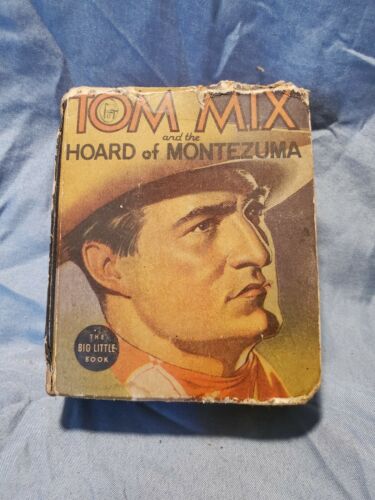 TOM MIX
and the
HOARD of MONTEZUMA
THE
BIG LITTLE
BOOK